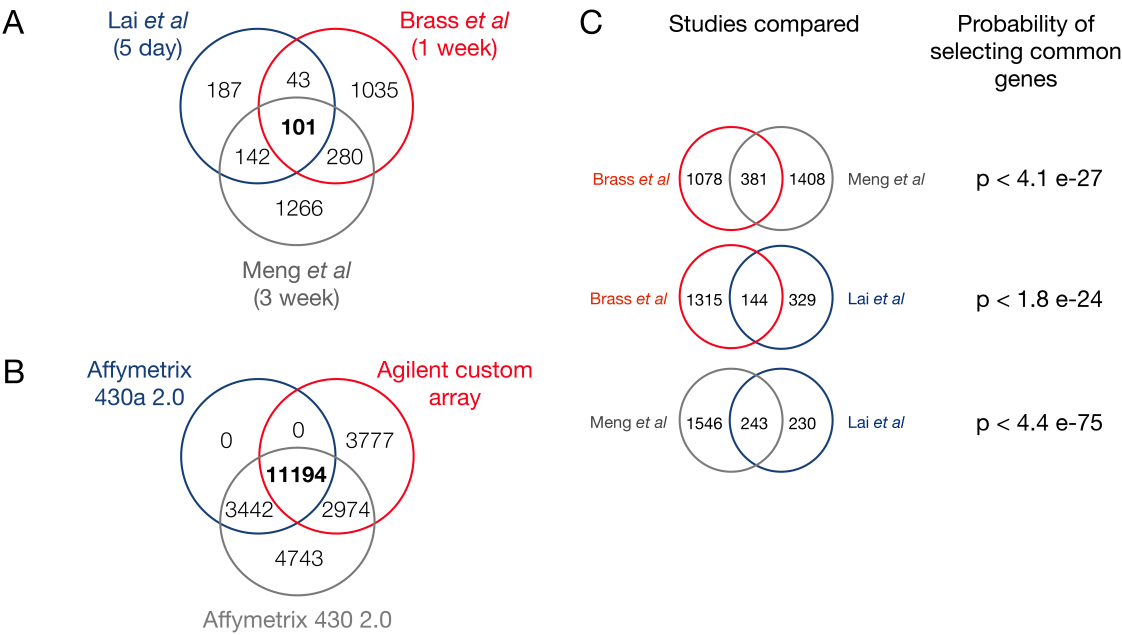 A
Lai et al
(5 day)
Brass et al
(1 week)
187
43
1035
101
142
280
1266
Meng et al
(3 week)
B
Affymetrix
430a 2.0
Agilent custom
array
0
0
3777
11194
3442
2974
4743
Affymetrix 430 2.0
C
Studies compared
Probability of
selecting common
genes
Brass et al 1078 381 1408 Meng et al p < 4.1 e-27
Brass et al 1315 144 329 Lai et al p < 1.8 e-24
Meng et al 1546 243 230 Lai et al p < 4.4 e-75